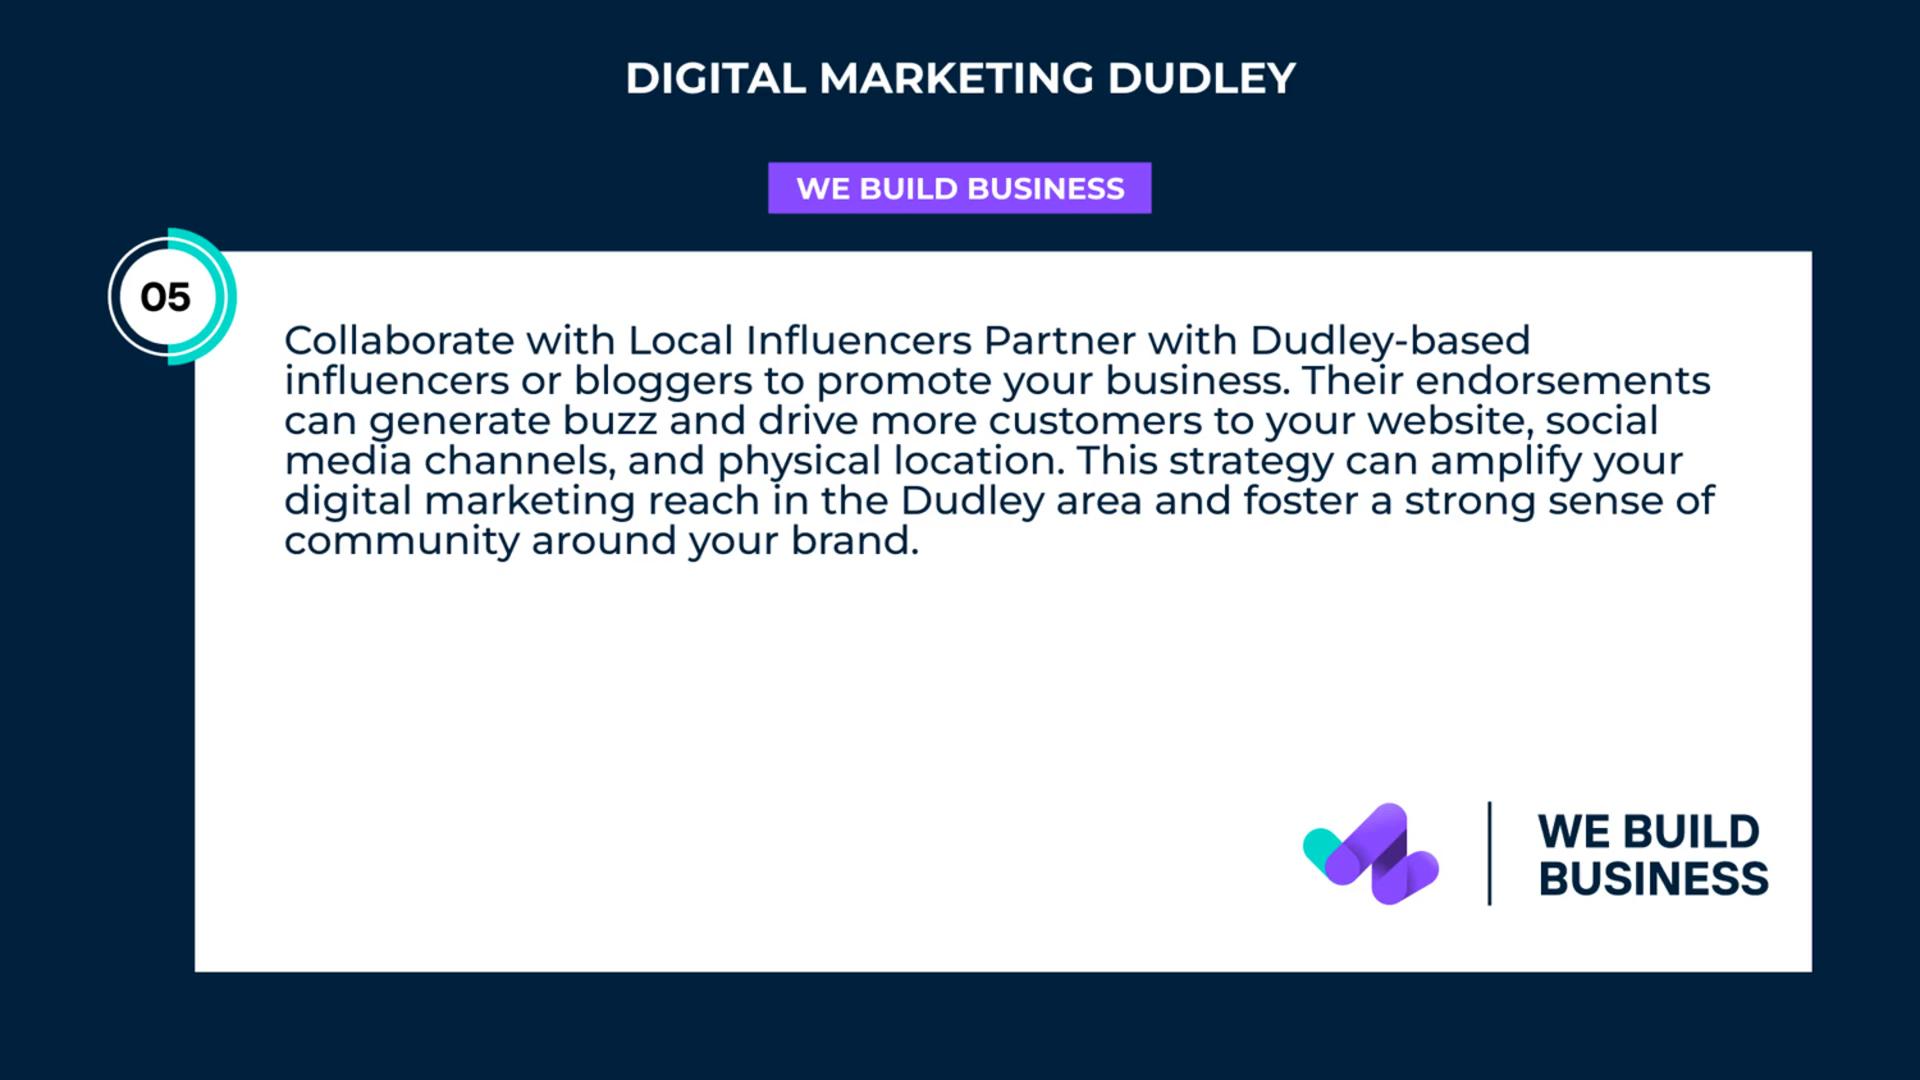 DIGITAL MARKETING DUDLEY
WE BUILD BUSINESS
05
Collaborate with Local Influencers Partner with Dudley-based
influencers or bloggers to promote your business. Their endorsements
can generate buzz and drive more customers to your website, social
media channels, and physical location. This strategy can amplify your
digital marketing reach in the Dudley area and foster a strong sense of
community around your brand.
WE BUILD
BUSINESS